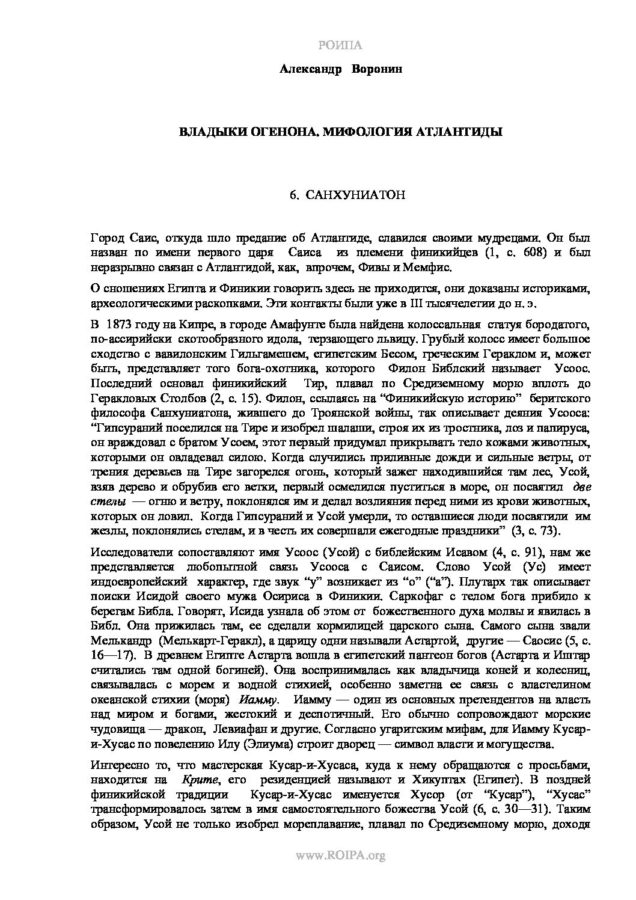 РОИПА
Александр Воронин
ВЛАДЫКИ ОГЕНОНА. МИФОЛОГИЯ АТЛАНТИДЫ
6. САНХУНИАТОН
Город Саис, откуда шло предание об Атлантиде, славился своими мудрецами. Он был
назван по имени первого царя Саиса из племени финикийцев (1, с. 608) и был
неразрывно связан с Атлантидой, как, впрочем, Фивы и Мемфис.
О сношениях Египта и Финикии говорить здесь не приходится, они доказаны историками,
археологическими раскопками. Эти контакты были уже в III тысячелетии до н. э.
В 1873 году на Кипре, в городе Амафунте была найдена колоссальная статуя бородатого,
по-ассирийски скотообразного идола, терзающего львицу. Грубый колосс имеет большое
сходство с вавилонским Гильгамешем, египетским Бесом, греческим Гераклом и, может
быть, представляет того бога-охотника, которого Филон Библский называет Усоос.
Последний основал финикийский Тир, плавал по Средиземному морю вплоть до
Геракловых Столбов (2, с. 15). Филон, ссылаясь на “Финикийскую историю” беритского
философа Санхуниатона, жившего до Троянской войны, так описывает деяния Усооса:
“Гипсураний поселился на Тире и изобрел шалаши, строя их из тростника, лоз и папируса,
он враждовал с братом Усоем, этот первый придумал прикрывать тело кожами животных,
которыми он овладевал силою. Когда случились приливные дожди и сильные ветры, от
трения деревьев на Тире загорелся огонь, который зажег находившийся там лес, Усой,
взяв дерево и обрубив его ветки, первый осмелился пуститься в море, он посвятил две
стелы — огню и ветру, поклонялся им и делал возлияния перед ними из крови животных,
которых он ловил. Когда Гипсураний и Усой умерли, то оставшиеся люди посвятили им
жезлы, поклонялись стелам, и в честь их совершали ежегодные праздники” (3, с. 73).
Исследователи сопоставляют имя Усоос (Усой) с библейским Исавом (4, с. 91), нам же
представляется любопытной связь Усооса с Саисом. Слово Усой (Ус) имеет
индоевропейский характер, где звук “у” возникает из “о” (“а”). Плутарх так описывает
поиски Исидой своего мужа Осириса в Финикии. Саркофаг с телом бога прибило к
берегам Библа. Говорят, Исида узнала об этом от божественного духа молвы и явилась в
Библ. Она прижилась там, ее сделали кормилицей царского сына. Самого сына звали
Мелькандр (Мелькарт-Геракл), а царицу одни называли Астартой, другие — Саосис (5, с.
16—17). В древнем Египте Астарта вошла в египетский пантеон богов (Астарта и Иштар
считались там одной богиней). Она воспринималась как владычица коней и колесниц,
связывалась с морем и водной стихией, особенно заметна ее связь с властелином
океанской стихии (моря) Иамму. Иамму — один из основных претендентов на власть
над миром и богами, жестокий и деспотичный. Его обычно сопровождают морские
чудовища — дракон, Левиафан и другие. Согласно угаритским мифам, для Иамму Кусар-
и-Хусас по повелению Илу (Элиума) строит дворец — символ власти и могущества.
Интересно то, что мастерская Кусар-и-Хусаса, куда к нему обращаются с просьбами,
находится на Крите, его резиденцией называют и Хикуптах (Египет). В поздней
финикийской традиции Кусар-и-Хусас именуется Хусор (от “Кусар”), “Хусас”
трансформировалось затем в имя самостоятельного божества Усой (6, с. 30—31). Таким
образом, Усой не только изобрел мореплавание, плавал по Средиземному морю, доходя
www.ROIPA.org